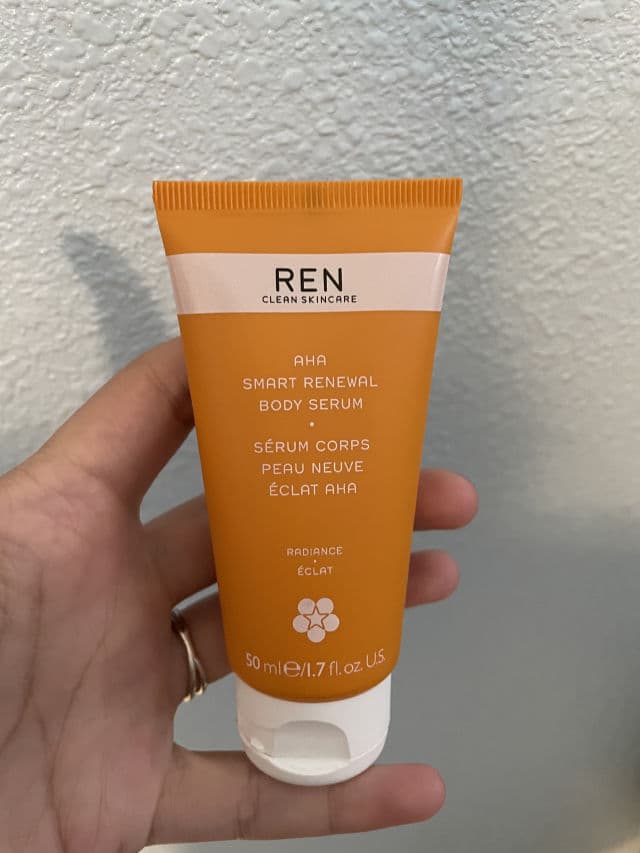 REN
CLEAN SKINCARE
AHA
SMART RENEWAL
BODY SERUM
•
SÉRUM CORPS
PEAU NEUVE
ÉCLAT AHA
RADIANCE
•
ÉCLAT
50 ml℮/1.7 fl. oz. U.S.